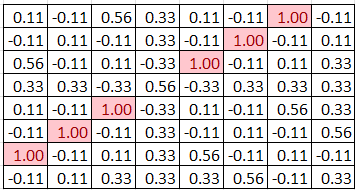 0.11 -0.11 0.56 0.33 0.11 -0.11 1.00 -0.11
-0.11 0.11 -0.11 0.33 -0.11 1.00 -0.11 0.11
0.56 -0.11 0.11 -0.33 1.00 -0.11 0.11 0.33
0.33 0.33 -0.33 0.56 -0.33 0.33 0.33 0.33
0.11 -0.11 1.00 -0.33 0.11 -0.11 0.56 0.33
-0.11 1.00 -0.11 0.33 -0.11 0.11 -0.11 0.56
1.00 -0.11 0.11 0.33 0.56 -0.11 0.11 -0.11
-0.11 0.11 0.33 0.33 0.33 0.56 -0.11 0.33